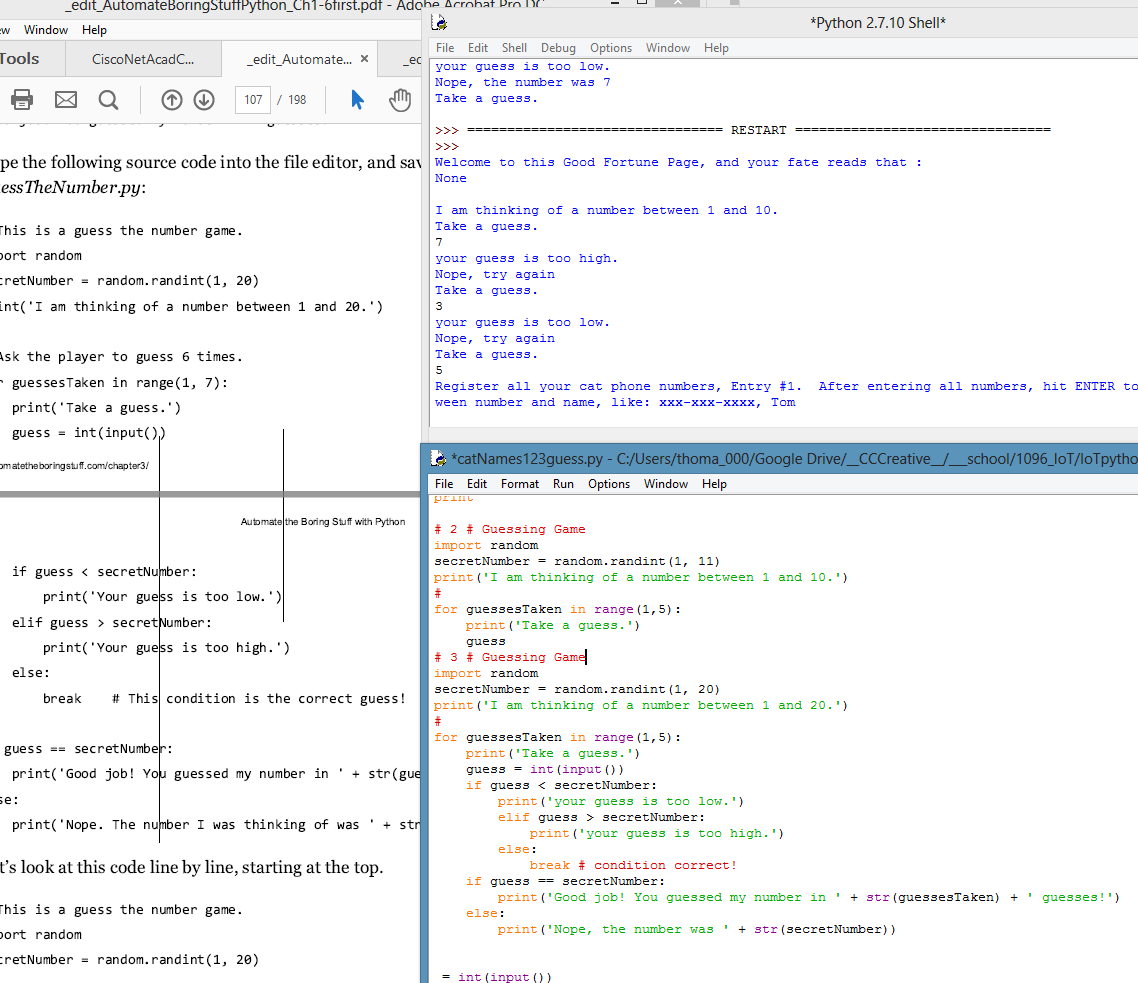 _edit_AutomateBoringStuffPython_Ch1-6first.pdf - Adobe Acrobat Pro DC
ew Window Help
Tools CiscoNetAcadC... _edit_Automate... × _ec
107 / 198
pe the following source code into the file editor, and sav
essTheNumber.py:
This is a guess the number game.
port random
cretNumber = random.randint(1, 20)
int('I am thinking of a number between 1 and 20.')
Ask the player to guess 6 times.
r guessesTaken in range(1, 7):
print('Take a guess.')
guess = int(input())
omatetheboringstuff.com/chapter3/
Automate the Boring Stuff with Python
if guess < secretNumber:
print('Your guess is too low.')
elif guess > secretNumber:
print('Your guess is too high.')
else:
break    # This condition is the correct guess!
guess == secretNumber:
print('Good job! You guessed my number in ' + str(gue
se:
print('Nope. The number I was thinking of was ' + str
t's look at this code line by line, starting at the top.
This is a guess the number game.
port random
cretNumber = random.randint(1, 20)
*Python 2.7.10 Shell*
File Edit Shell Debug Options Window Help
your guess is too low.
Nope, the number was 7
Take a guess.
>>> ================================ RESTART ================================
>>>
Welcome to this Good Fortune Page, and your fate reads that :
None
I am thinking of a number between 1 and 10.
Take a guess.
7
your guess is too high.
Nope, try again
Take a guess.
3
your guess is too low.
Nope, try again
Take a guess.
5
Register all your cat phone numbers, Entry #1.  After entering all numbers, hit ENTER to
ween number and name, like: xxx-xxx-xxxx, Tom
*catNames123guess.py - C:/Users/thoma_000/Google Drive/__CCCreative__/___school/1096_IoT/IoTpytho
File Edit Format Run Options Window Help
print
# 2 # Guessing Game
import random
secretNumber = random.randint(1, 11)
print('I am thinking of a number between 1 and 10.')
#
for guessesTaken in range(1,5):
print('Take a guess.')
guess
# 3 # Guessing Game
import random
secretNumber = random.randint(1, 20)
print('I am thinking of a number between 1 and 20.')
#
for guessesTaken in range(1,5):
print('Take a guess.')
guess = int(input())
if guess < secretNumber:
print('your guess is too low.')
elif guess > secretNumber:
print('your guess is too high.')
else:
break # condition correct!
if guess == secretNumber:
print('Good job! You guessed my number in ' + str(guessesTaken) + ' guesses!')
else:
print('Nope, the number was ' + str(secretNumber))
= int(input())